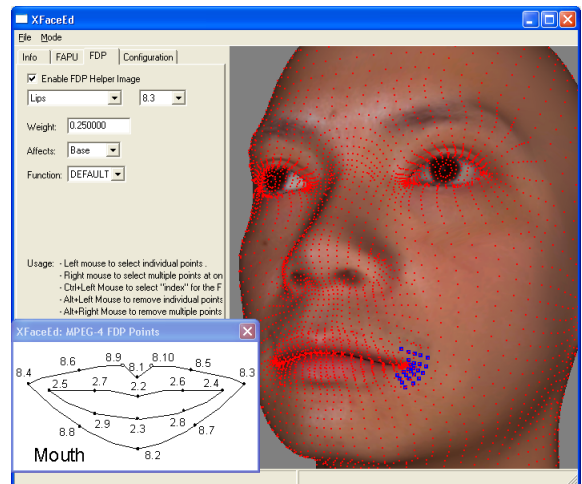 XFaceEd
File Mode
Info FAPU FDP Configuration
Enable FDP Helper Image
Lips 8.3
Weight: 0.250000
Affects: Base
Function: DEFAULT
Usage: - Left mouse to select individual points .
- Right mouse to select multiple points at on
- Ctrl+Left Mouse to select "index" for the F
- Alt+Left Mouse to remove individual points
- Alt+Right Mouse to remove multiple points
XFaceEd: MPEG-4 FDP Points
8.6 8.9 8.1 8.10 8.5
8.4 2.5 2.7 2.2 2.6 2.4 8.3
8.8 2.9 2.3 2.8 8.7
8.2
Mouth